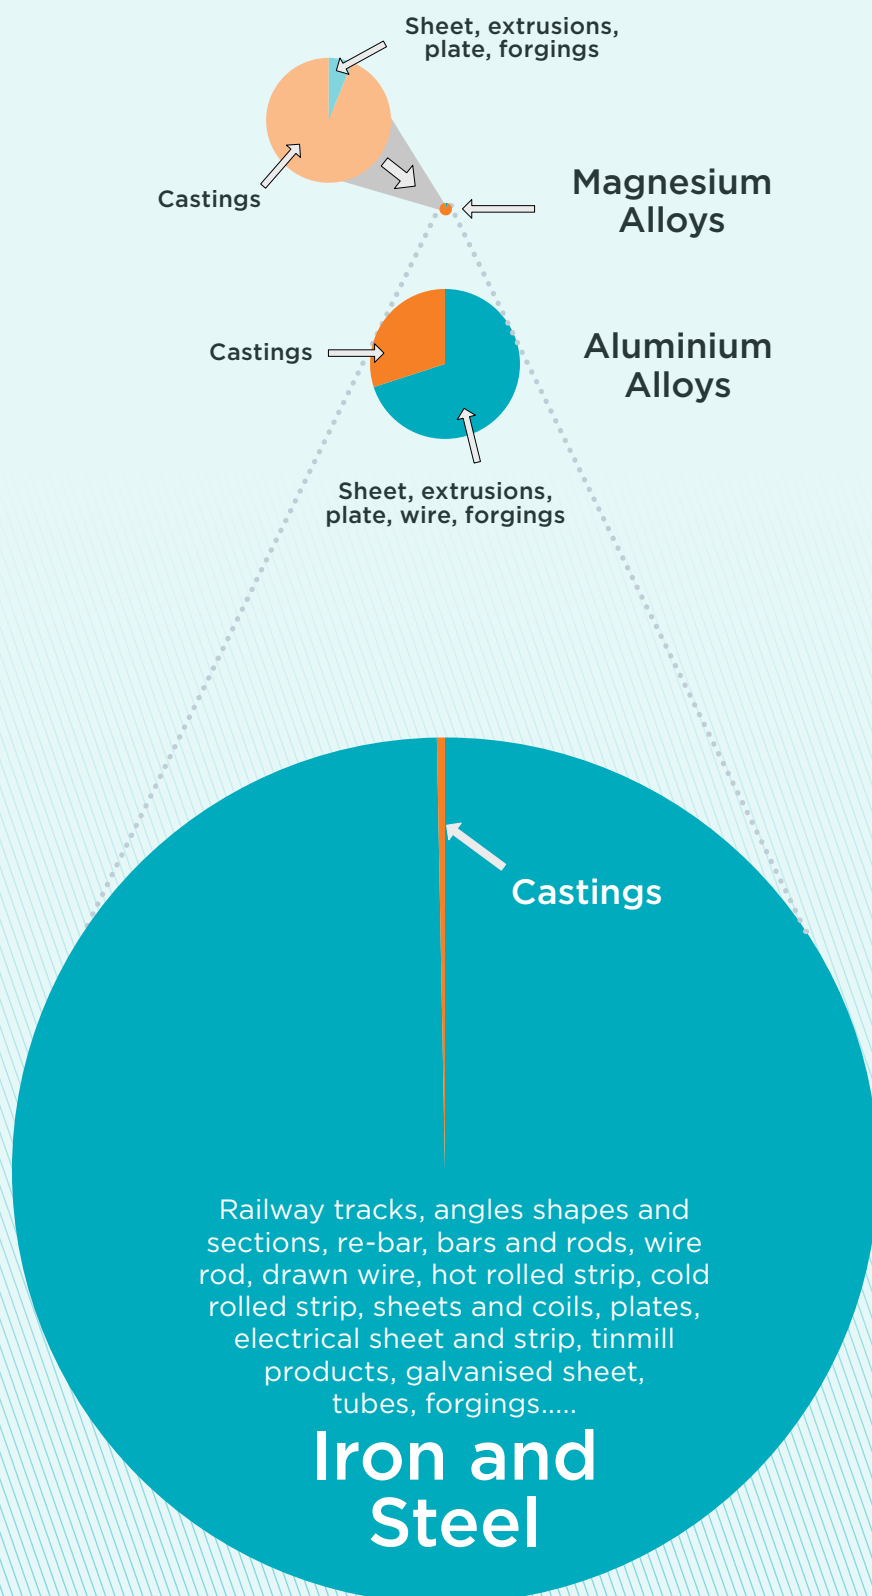 Sheet, extrusions,
plate, forgings
Castings
Magnesium
Alloys
Castings
Aluminium
Alloys
Sheet, extrusions,
plate, wire, forgings
Castings
Railway tracks, angles shapes and
sections, re-bar, bars and rods, wire
rod, drawn wire, hot rolled strip, cold
rolled strip, sheets and coils, plates,
electrical sheet and strip, tinmill
products, galvanised sheet,
tubes, forgings.....
Iron and
Steel